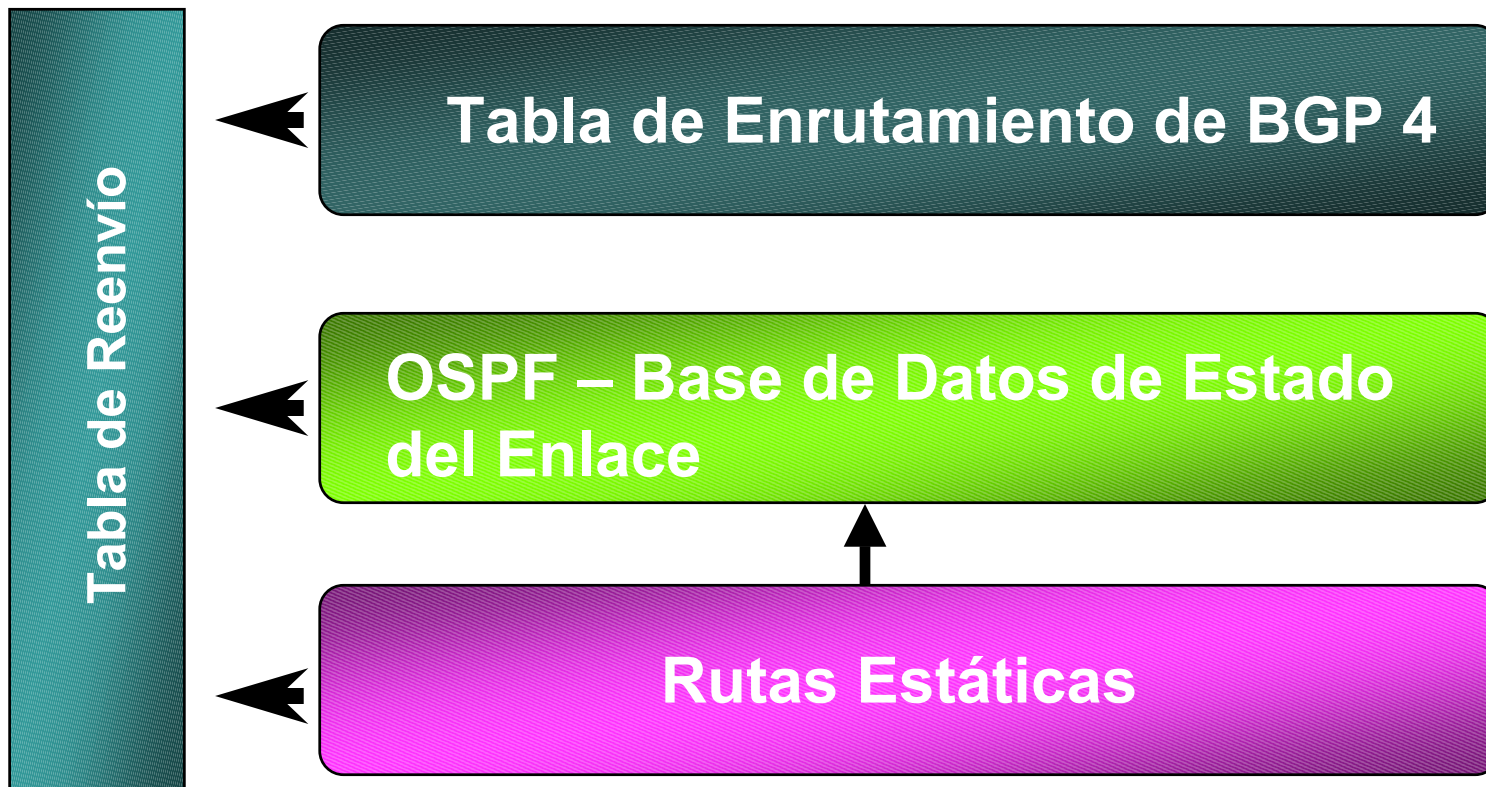 Tabla de Reenvío
Tabla de Enrutamiento de BGP 4
OSPF – Base de Datos de Estado
del Enlace
Rutas Estáticas